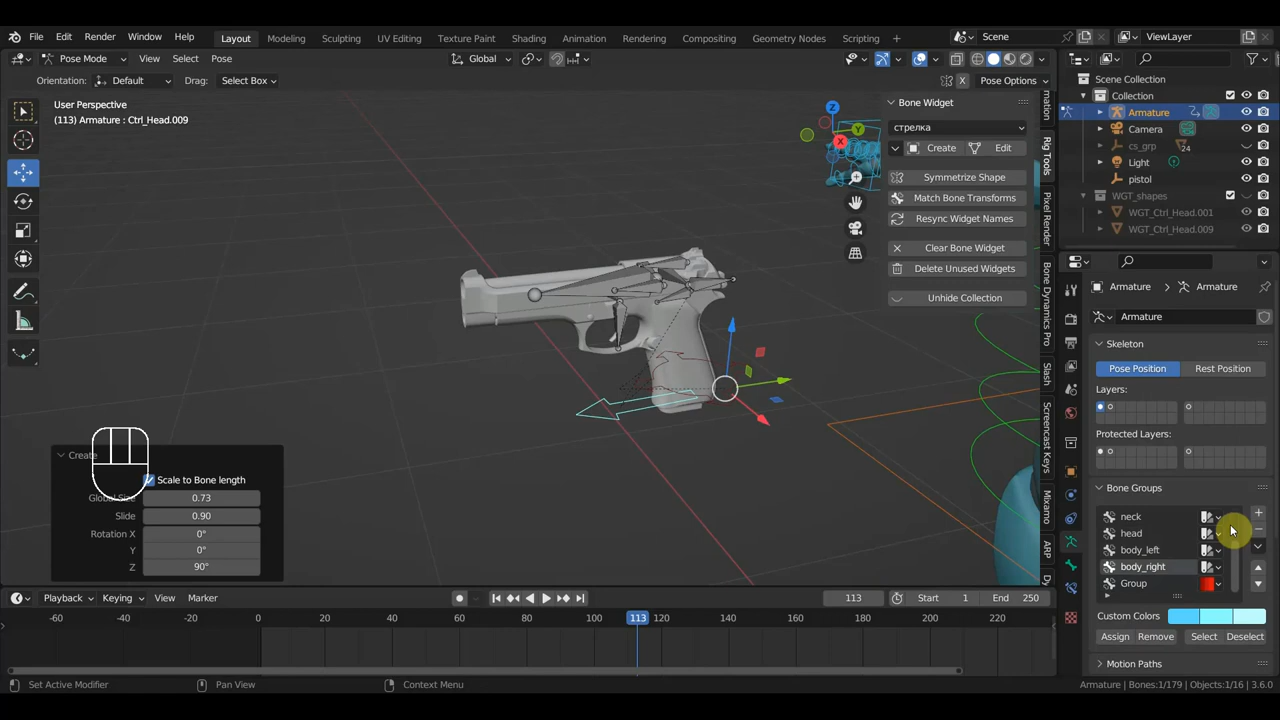 File Edit Render Window Help Layout Modeling Sculpting UV Editing Texture Paint Shading Animation Rendering Compositing Geometry Nodes Scripting + Scene ViewLayer
Pose Mode View Select Pose Global
Orientation: Default Drag: Select Box X Pose Options
User Perspective
(113) Armature : Ctrl_Head.009
Z
Y
X
Bone Widget
стрелка
Create Edit
Symmetrize Shape
Match Bone Transforms
Resync Widget Names
Clear Bone Widget
Delete Unused Widgets
Unhide Collection
mation
Rig Tools
Pixel Render
Bone Dynamics Pro
Slash
Screencast Keys
Mixamo
ARP
Dy
Scene Collection
Collection
Armature
Camera
cs_grp 24
Light
pistol
WGT_shapes
WGT_Ctrl_Head.001
WGT_Ctrl_Head.009
Armature Armature
Armature
Skeleton
Pose Position Rest Position
Layers:
Protected Layers:
Bone Groups
neck
head
body_left
body_right
Group
Custom Colors
Assign Remove Select Deselect
Motion Paths
Create
Scale to Bone length
Slide 0.90
0.73
Rotation X 0°
Y 0°
Z 90°
Playback Keying View Marker 113 Start 1 End 250
0 20 40 60 80 100 113 120 140 160 180 200 220
Set Active Modifier Pan View Context Menu Armature | Bones:1/179 | Objects:1/16 | 3.6.0